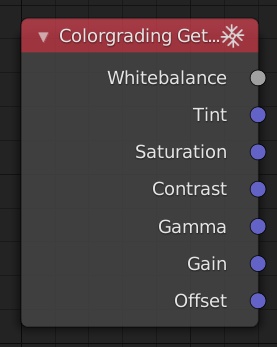 Colorgrading Get...
Whitebalance
Tint
Saturation
Contrast
Gamma
Gain
Offset